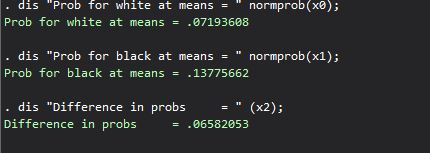 . dis "Prob for white at means = " normprob(x0);
Prob for white at means = .07193608
. dis "Prob for black at means = " normprob(x1);
Prob for black at means = .13775662
. dis "Difference in probs     = " (x2);
Difference in probs     = .06582053